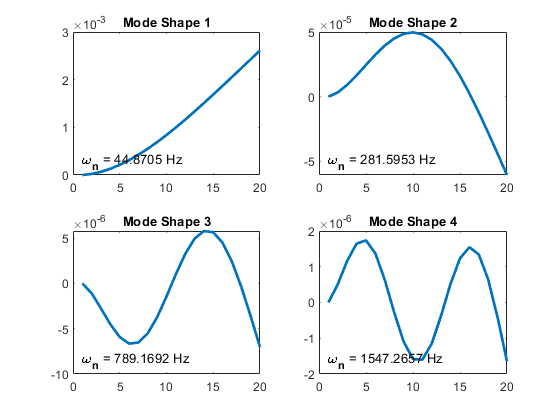 ×10-3 Mode Shape 1
3
2
1
0
0 5 10 15 20
ωn = 44.8705 Hz
×10-5 Mode Shape 2
5
0
-5
0 5 10 15 20
ωn = 281.5953 Hz
×10-6 Mode Shape 3
5
0
-5
-10
0 5 10 15 20
ωn = 789.1692 Hz
×10-6 Mode Shape 4
2
1
0
-1
-2
0 5 10 15 20
ωn = 1547.2657 Hz